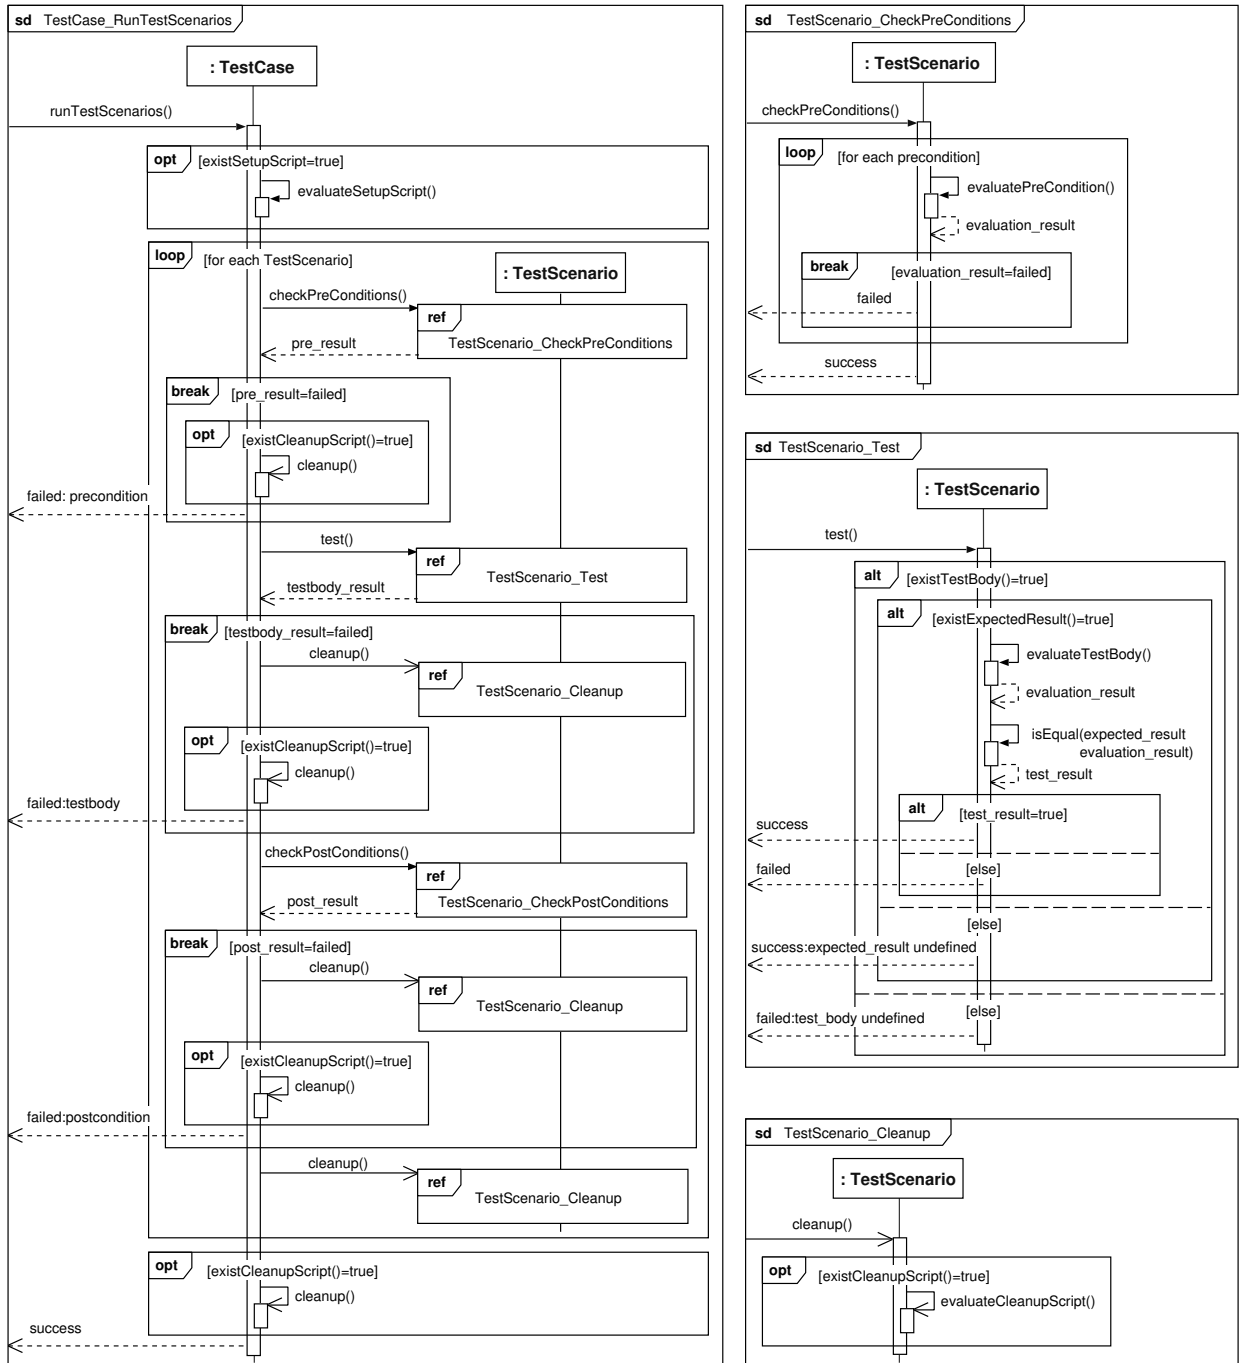 sd TestCase_RunTestScenarios
: TestCase
runTestScenarios()
opt [existSetupScript=true]
evaluateSetupScript()
loop [for each TestScenario]
: TestScenario
checkPreConditions()
ref
TestScenario_CheckPreConditions
pre_result
break [pre_result=failed]
opt [existCleanupScript()=true]
cleanup()
failed: precondition
test()
ref
TestScenario_Test
testbody_result
break [testbody_result=failed]
cleanup()
ref
TestScenario_Cleanup
opt [existCleanupScript()=true]
cleanup()
failed:testbody
checkPostConditions()
ref
TestScenario_CheckPostConditions
post_result
break [post_result=failed]
cleanup()
ref
TestScenario_Cleanup
opt [existCleanupScript()=true]
cleanup()
failed:postcondition
cleanup()
ref
TestScenario_Cleanup
opt [existCleanupScript()=true]
cleanup()
success
sd TestScenario_CheckPreConditions
: TestScenario
checkPreConditions()
loop [for each precondition]
evaluatePreCondition()
evaluation_result
break [evaluation_result=failed]
failed
success
sd TestScenario_Test
: TestScenario
test()
alt [existTestBody()=true]
alt [existExpectedResult()=true]
evaluateTestBody()
evaluation_result
isEqual(expected_result
evaluation_result)
test_result
alt [test_result=true]
success
[else]
failed
[else]
success:expected_result undefined
[else]
failed:test_body undefined
sd TestScenario_Cleanup
: TestScenario
cleanup()
opt [existCleanupScript()=true]
evaluateCleanupScript()